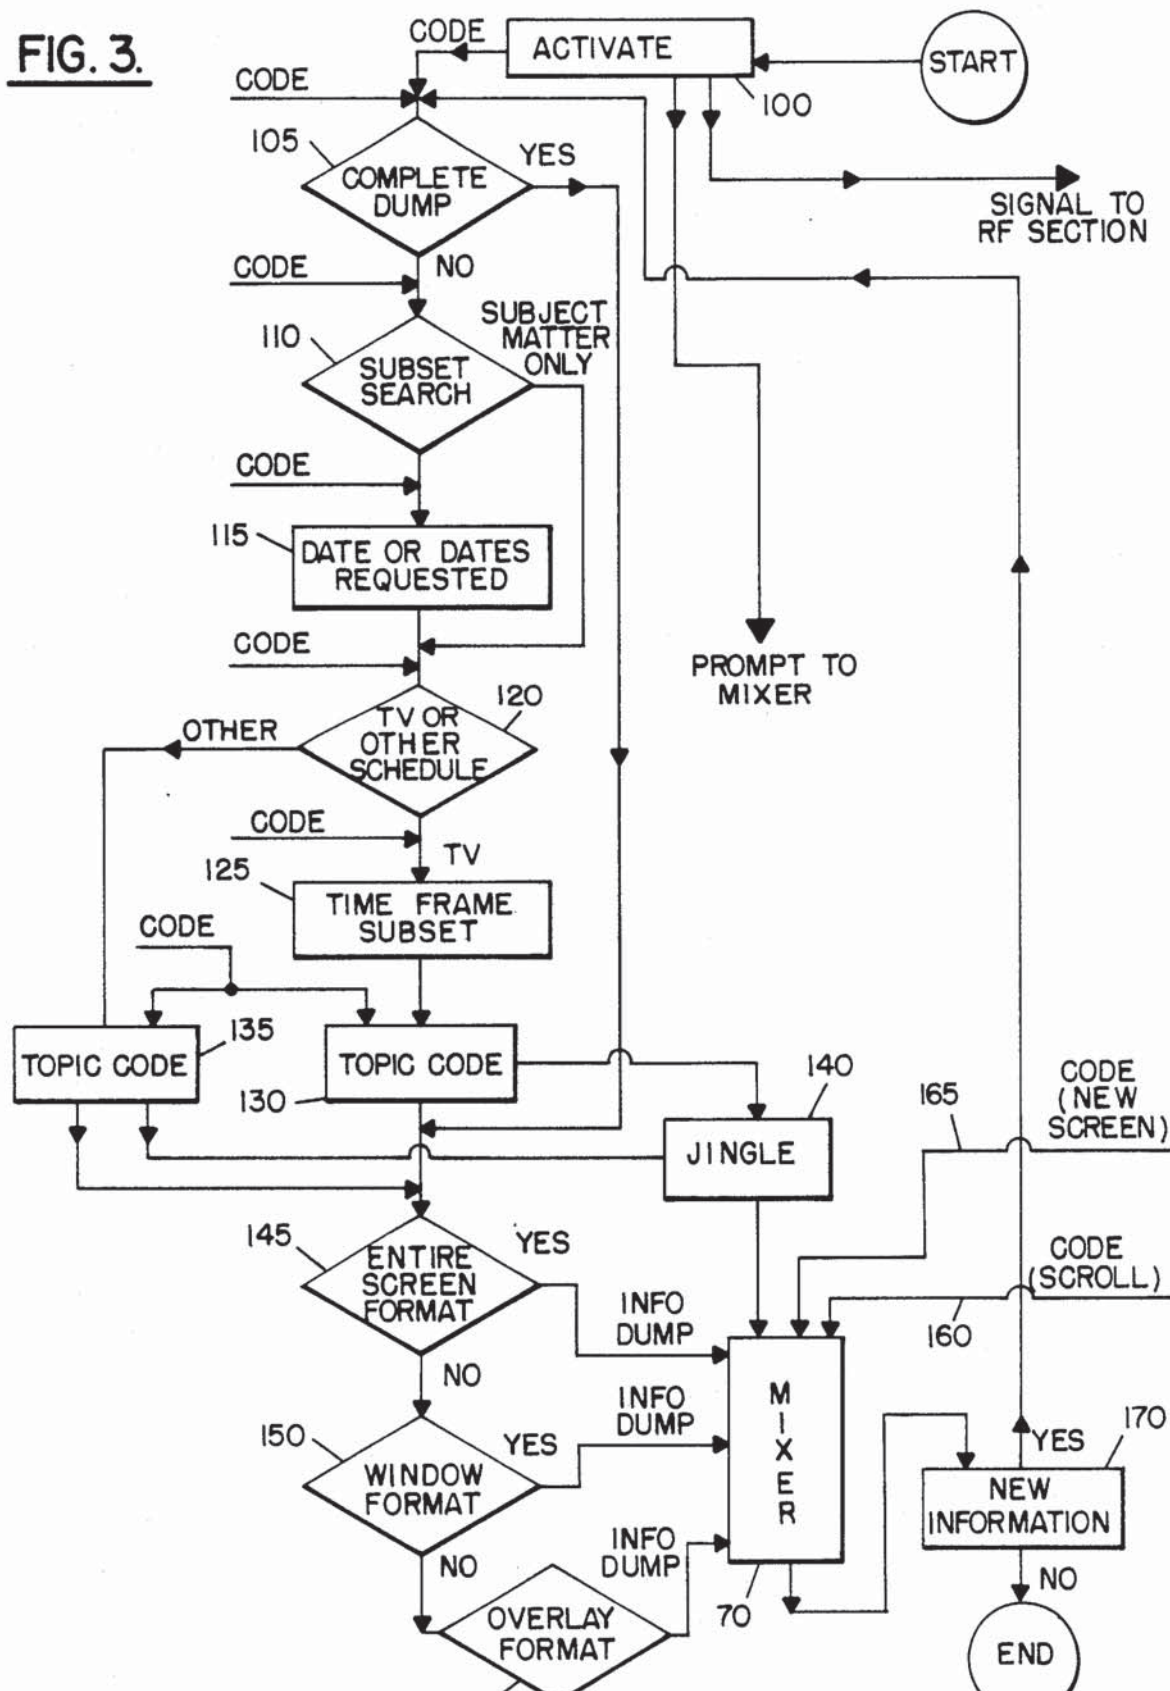 FIG. 3.
CODE
ACTIVATE
START
100
CODE
105
COMPLETE
DUMP
YES
SIGNAL TO
RF SECTION
NO
CODE
SUBJECT
MATTER
ONLY
110
SUBSET
SEARCH
CODE
115
DATE OR DATES
REQUESTED
CODE
PROMPT TO
MIXER
120
OTHER
TV OR
OTHER
SCHEDULE
CODE
TV
125
TIME FRAME
SUBSET
CODE
135
TOPIC CODE
TOPIC CODE
130
140
JINGLE
165
CODE
(NEW
SCREEN)
145
ENTIRE
SCREEN
FORMAT
YES
CODE
(SCROLL)
160
INFO
DUMP
NO
MIXER
150
WINDOW
FORMAT
YES
INFO
DUMP
170
YES
NEW
INFORMATION
NO
INFO
DUMP
70
NO
OVERLAY
FORMAT
END